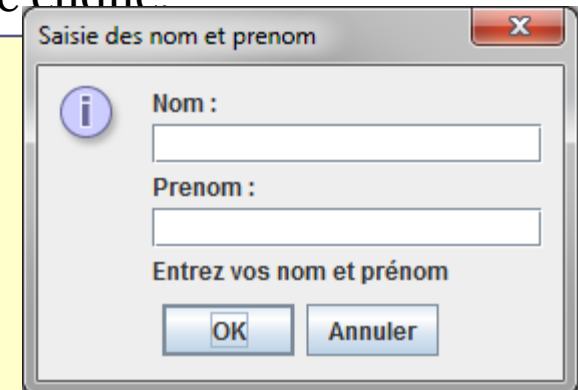 Saisie des nom et prenom
Nom :
Prenom :
Entrez vos nom et prénom
OK Annuler